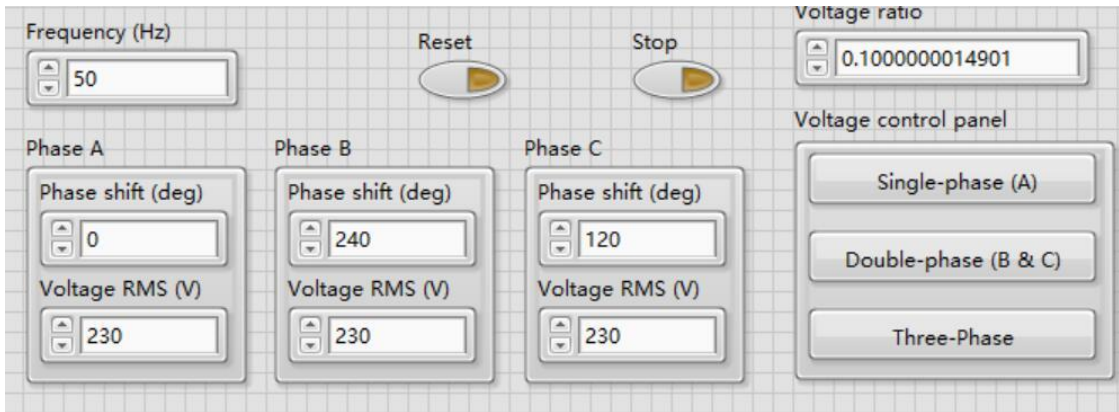 Frequency (Hz)
50
Reset
Stop
Voltage ratio
0.1000000014901
Phase A
Phase shift (deg)
0
Voltage RMS (V)
230
Phase B
Phase shift (deg)
240
Voltage RMS (V)
230
Phase C
Phase shift (deg)
120
Voltage RMS (V)
230
Voltage control panel
Single-phase (A)
Double-phase (B & C)
Three-Phase